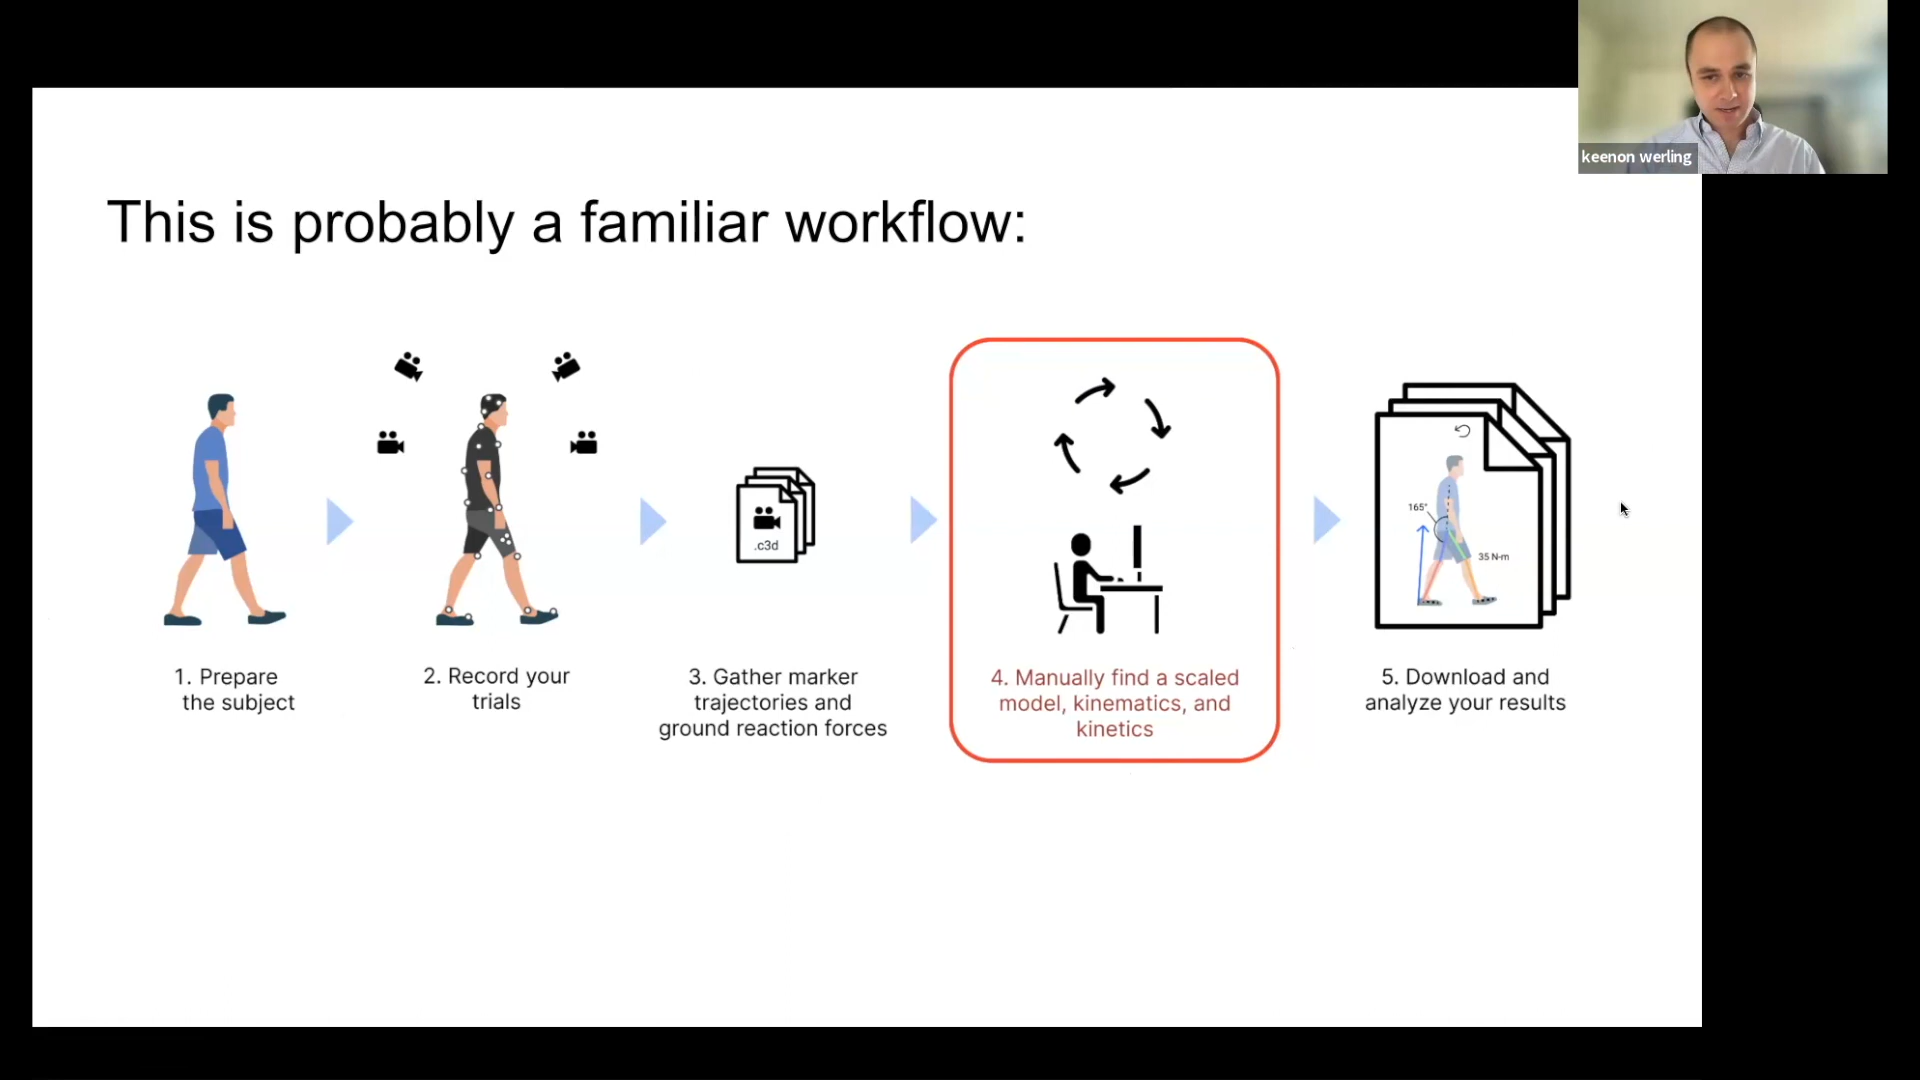 keenon werling
This is probably a familiar workflow:
.c3d
165°
35 N-m
1. Prepare
the subject
2. Record your
trials
3. Gather marker
trajectories and
ground reaction forces
4. Manually find a scaled
model, kinematics, and
kinetics
5. Download and
analyze your results